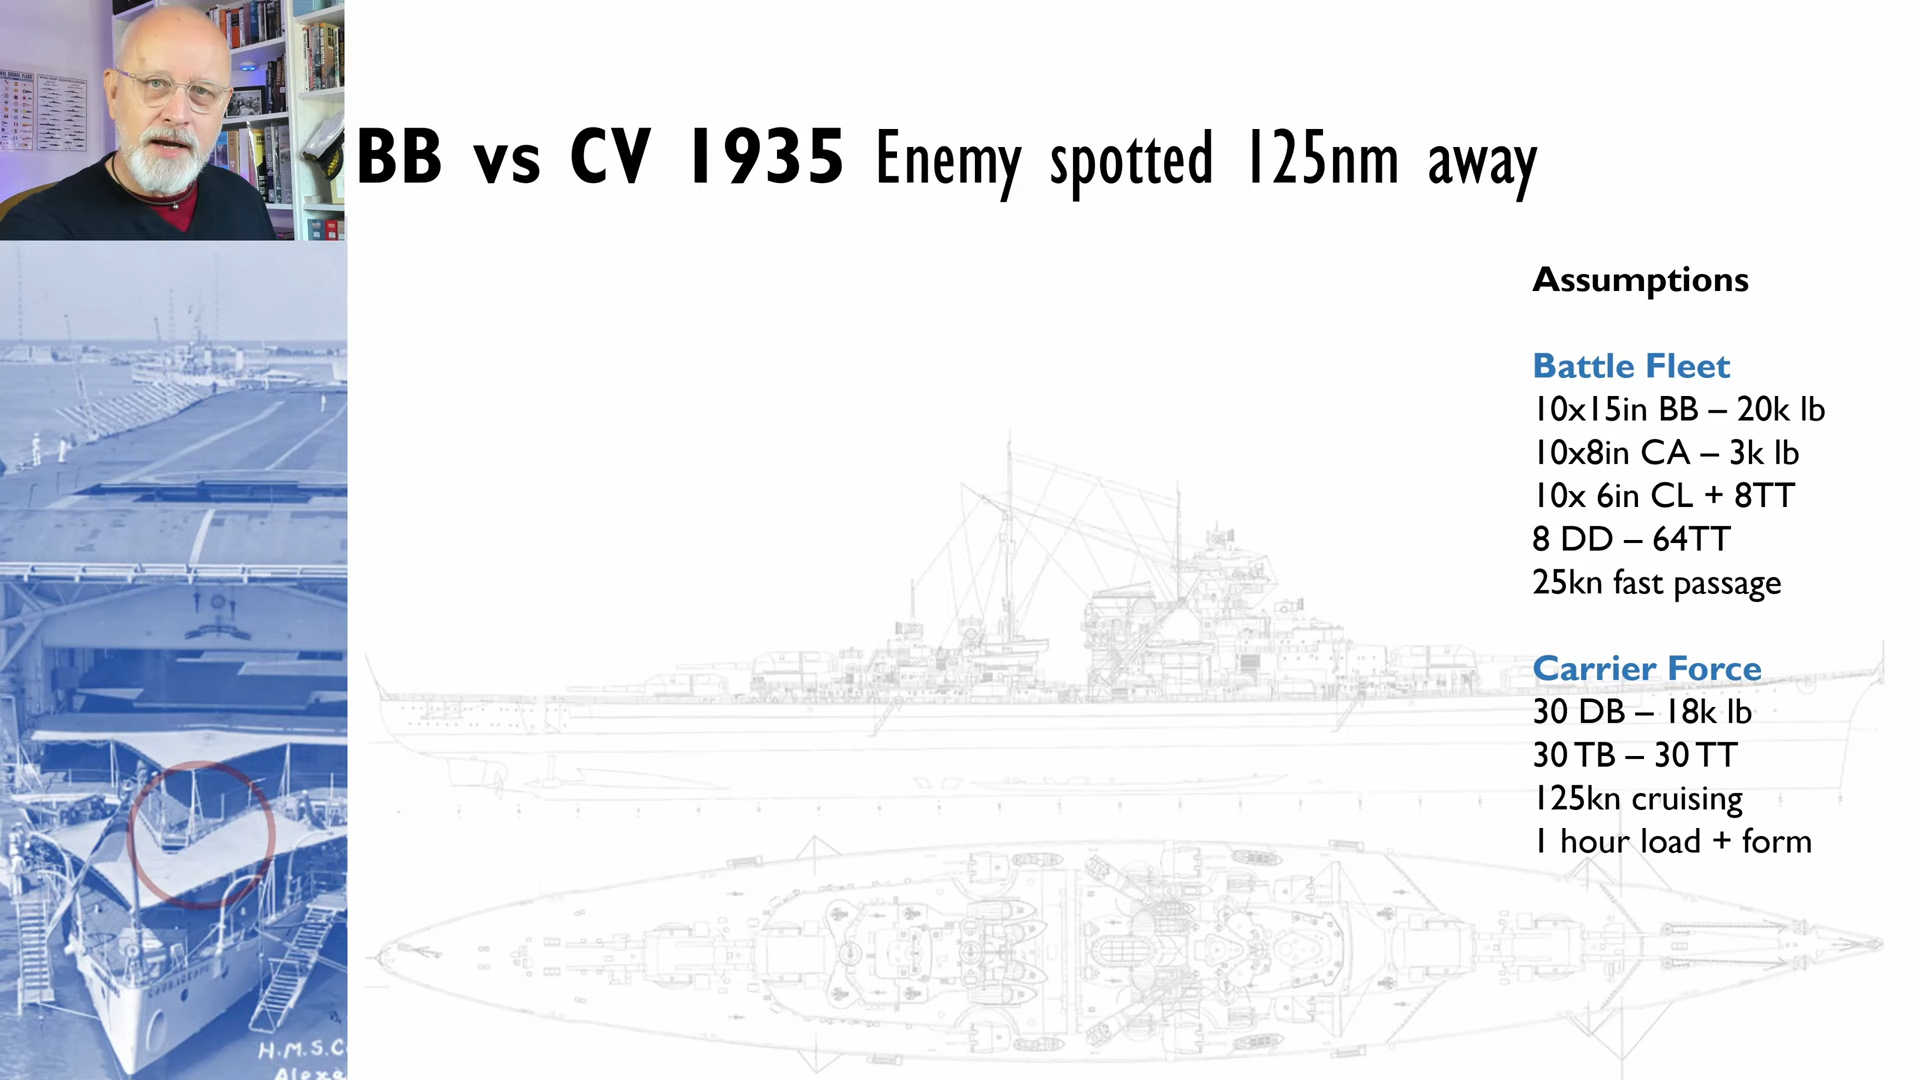 BB vs CV 1935 Enemy spotted 125nm away
Assumptions
Battle Fleet
10x15in BB – 20k lb
10x8in CA – 3k lb
10x 6in CL + 8TT
8 DD – 64TT
25kn fast passage
Carrier Force
30 DB – 18k lb
30 TB – 30 TT
125kn cruising
1 hour load + form
H.M.S.C
Alexa